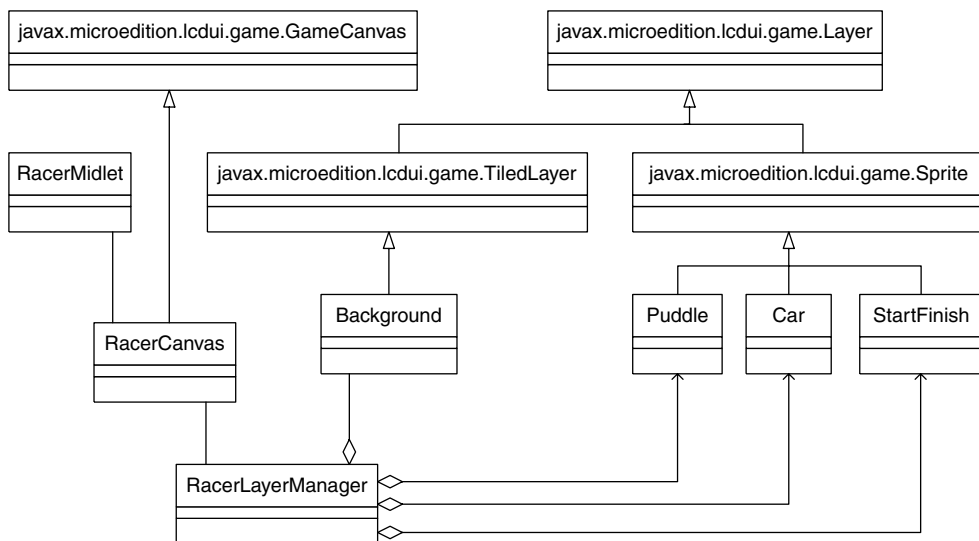 javax.microedition.lcdui.game.GameCanvas
javax.microedition.lcdui.game.Layer
RacerMidlet
javax.microedition.lcdui.game.TiledLayer
javax.microedition.lcdui.game.Sprite
Background
Puddle
Car
StartFinish
RacerCanvas
RacerLayerManager